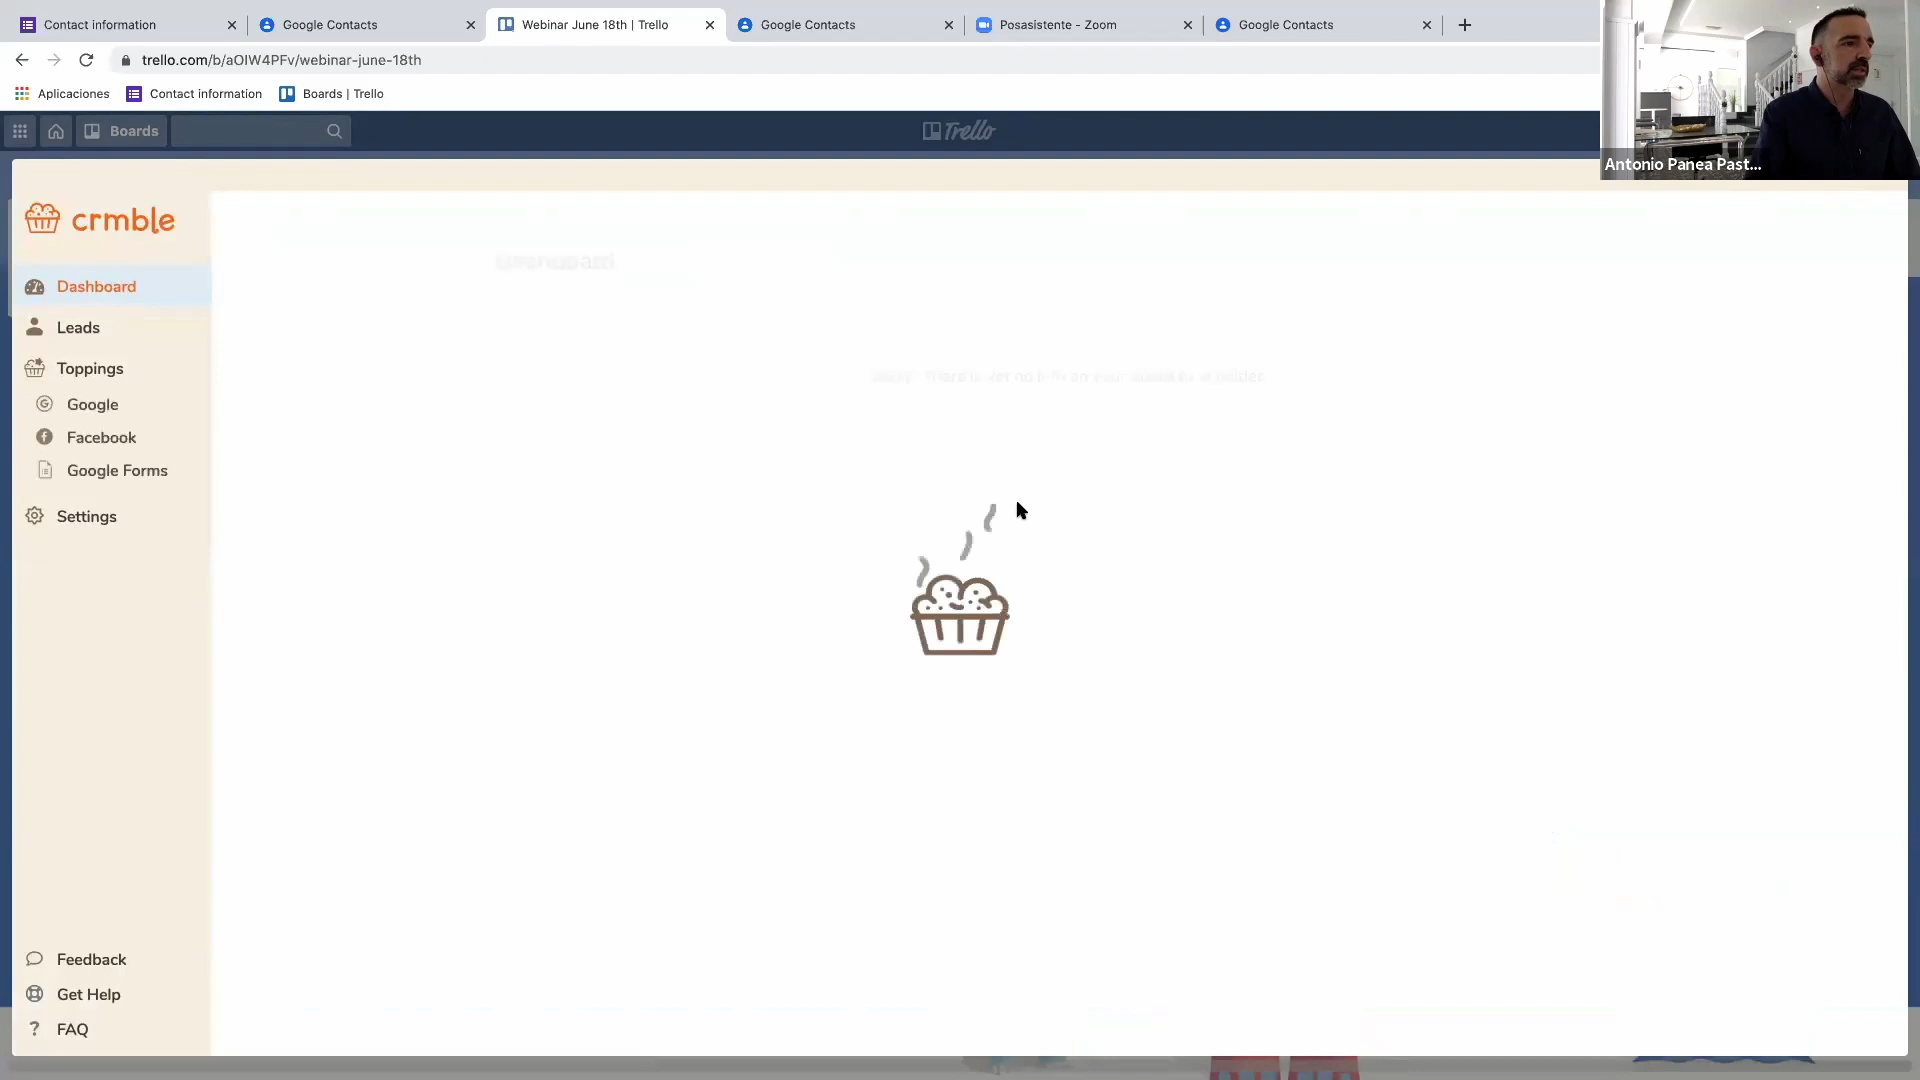 Contact information
Google Contacts
Webinar June 18th | Trello
Google Contacts
Posasistente - Zoom
Google Contacts
trello.com/b/aOIW4PFv/webinar-june-18th
Aplicaciones
Contact information
Boards | Trello
Boards
Trello
Antonio Panea Past...
crmble
Dashboard
Dashboard
Leads
Toppings
Google
Facebook
Google Forms
Settings
Feedback
Get Help
? FAQ